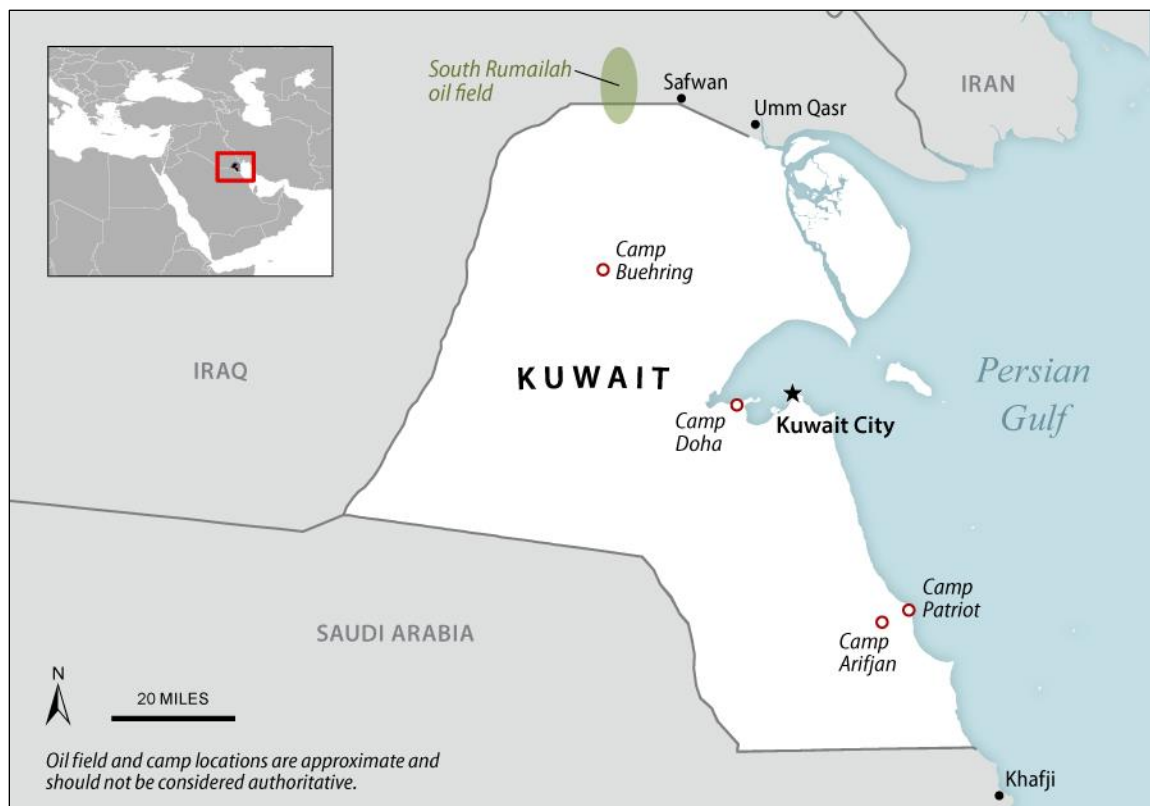 South Rumailah
oil field
Safwan
Umm Qasr
IRAN
Camp
Buehring
IRAQ
KUWAIT
Persian
Gulf
Camp
Doha
Kuwait City
Camp
Patriot
SAUDI ARABIA
Camp
Arifjan
N
20 MILES
Oil field and camp locations are approximate and
should not be considered authoritative.
Khafji